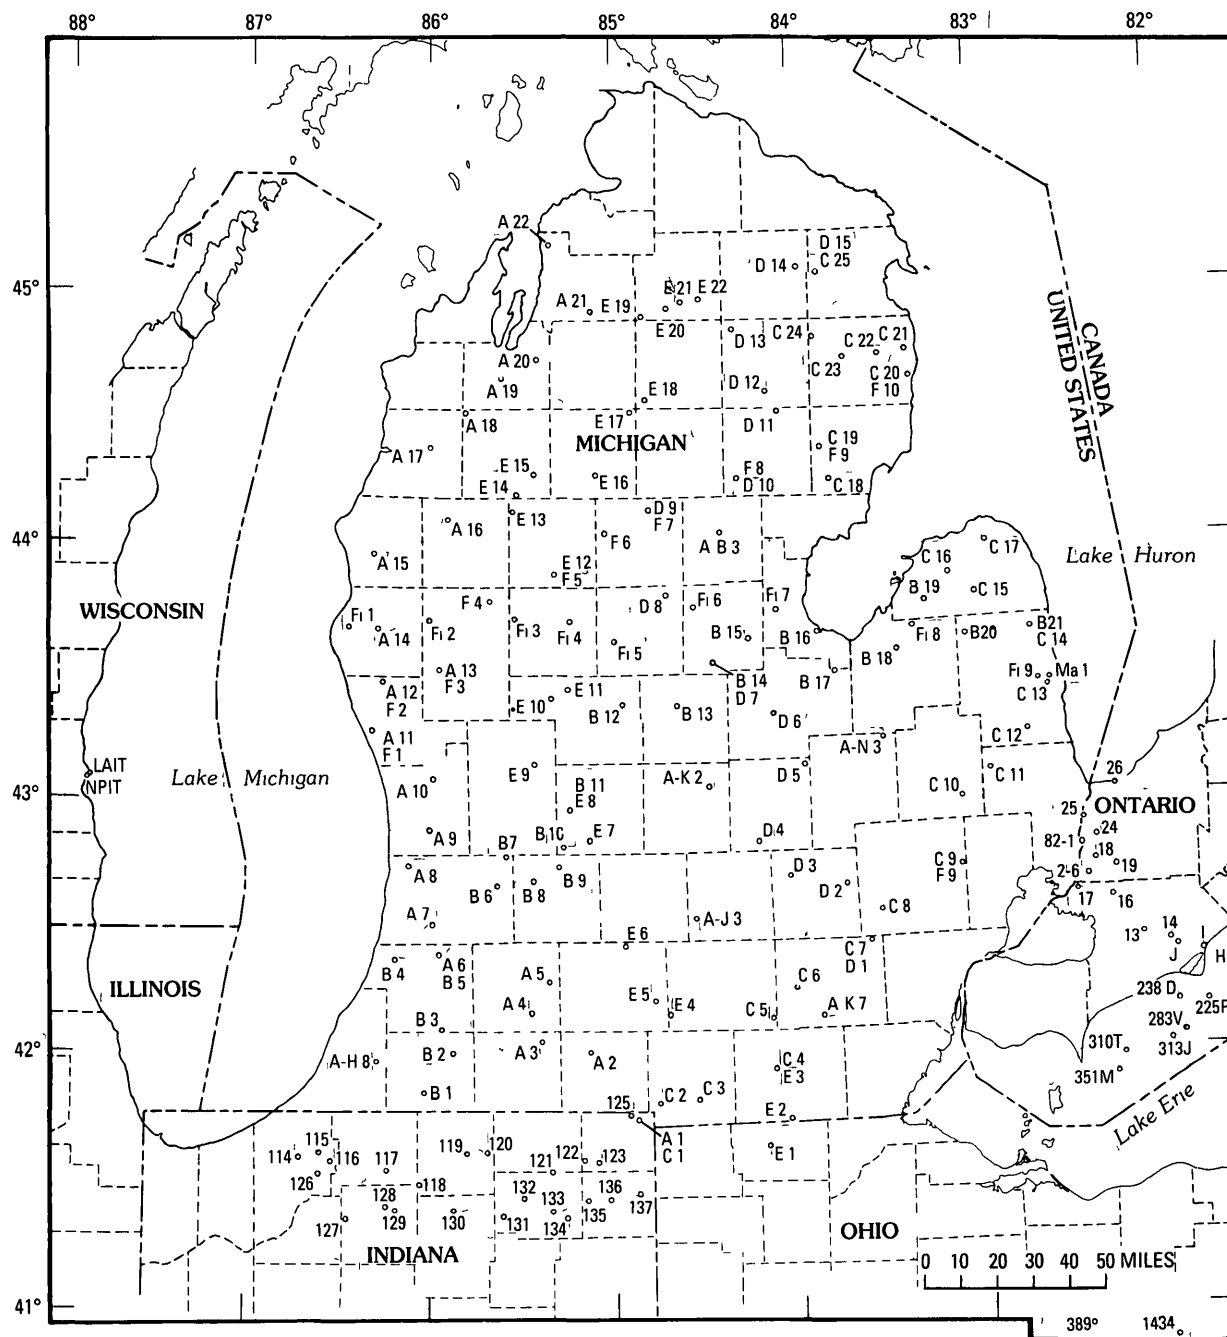 88° 87° 86° 85° 84° 83° 82°
A 22
D 15
D 14 C 25
45°
E 21 E 22
A 21 E 19
E 20
CANADA
UNITED STATES
D 13 C 24 C 22 C 21
A 20 C 23 C 20
A 19 E 18 D 12 F 10
A 18 E 17 D 11
MICHIGAN
A 17 C 19
F 9
E 15 E 16 F 8
E 14 D 10 C 18
E 13 D 9
A 16 F 7
44°
F 6 A B 3 C 16 C 17
Lake Huron
A 15 E 12
F 5
B 19 C 15
WISCONSIN
F 4 D 8 FI 6 FI 7
FI 1 B21
A 14 FI 2 FI 3 FI 4 B 15 B 16 FI 8 B20 C 14
FI 5 B 18
A 13 B 14 B 17 FI 9 Ma 1
A 12 F 3 E 11 D 7 C 13
F 2 E 10 B 12 B 13 D 6
A 11 A-N 3 C 12
F 1
LAIT
NPIT
Lake Michigan
43°
E 9 B 11 A-K 2 D 5 C 11 26
A 10 E 8 C 10
25 ONTARIO
A 9 B 10 E 7 D 4 24
B7 82-1 18
A 8 B 9 D 3 C 9 19
B 6 B 8 D 2 F 9 2-6
17 16
A 7 A-J 3 C 8
13 14
E 6 C 7 J
D 1 H
B 4 A 6
B 5 A 5 C 6
238 D
ILLINOIS
A 4 E 5 E 4 C 5 A K 7 225P
283V
B 3
42°
A-H 8 B 2 A 3 A 2 C 4 310T 313J
E 3
351M
B 1 C 2 C 3
125 E 2
Lake Erie
A 1
C 1
E 1
115 119 120
114 116 117 121 122 123
126 118 132 133 136
128
127 129 130 131 134 135 137
INDIANA
OHIO
0 10 20 30 40 50 MILES
41°
389 1434